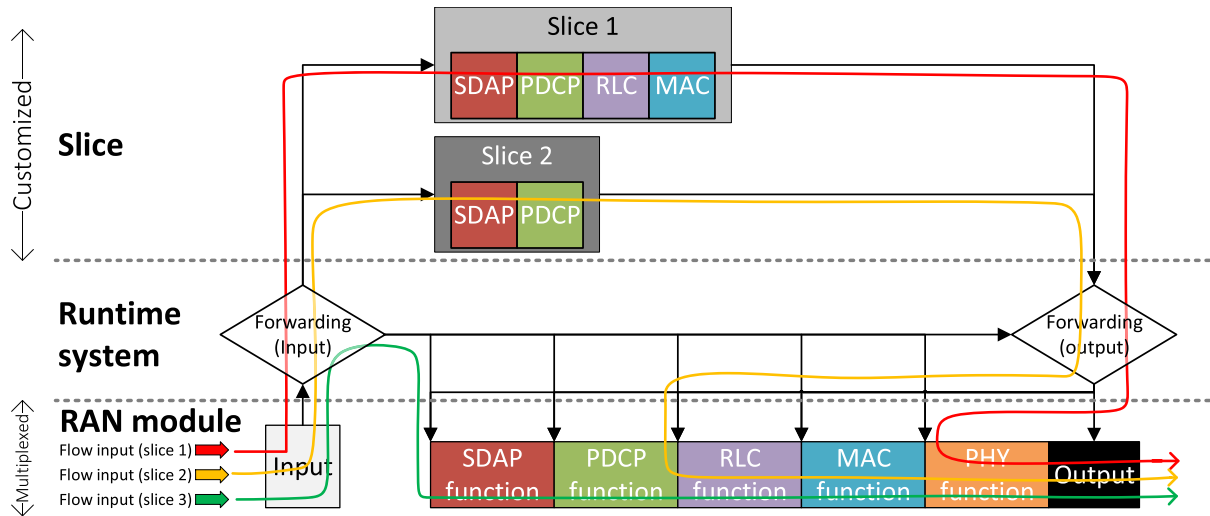 Slice 1
SDAP PDCP RLC MAC
Customized
Slice
Slice 2
SDAP PDCP
Runtime
system
Forwarding
(Input)
Forwarding
(output)
Multiplexed
RAN module
Flow input (slice 1)
Flow input (slice 2)
Flow input (slice 3)
Input
SDAP
function
PDCP
function
RLC
function
MAC
function
PHY
function
Output